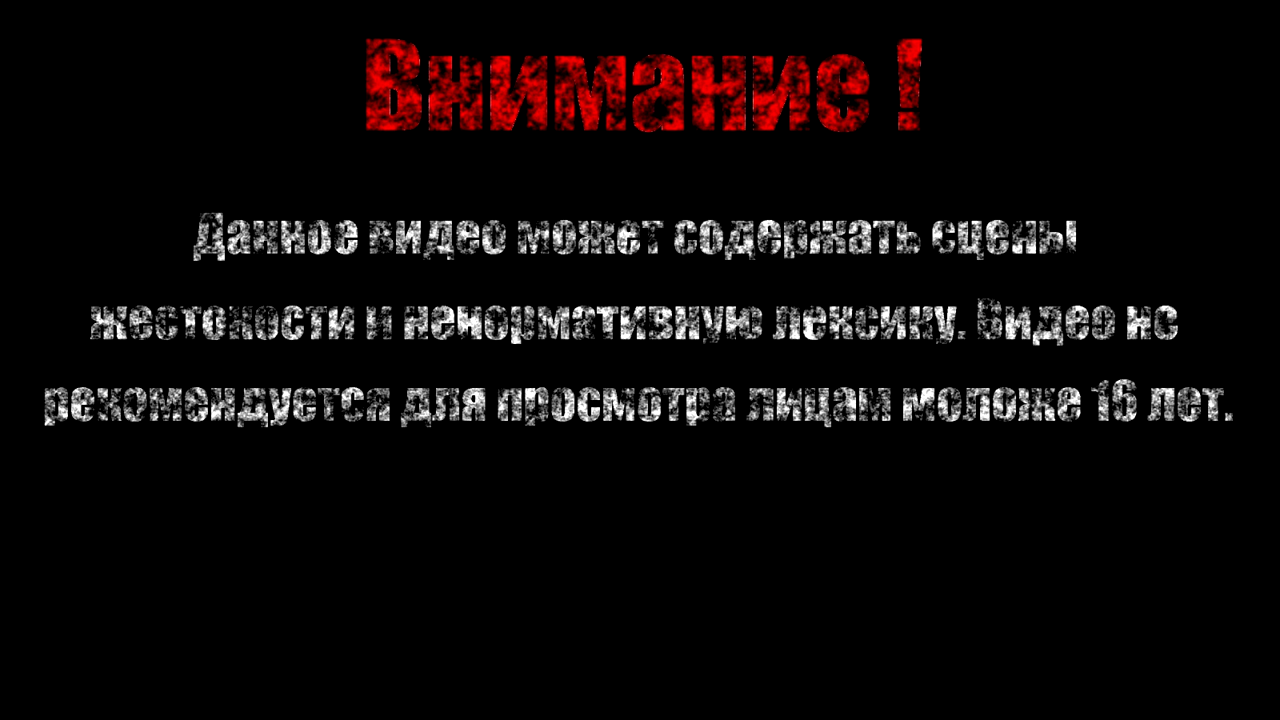 Внимание !
Данное видео может содержать сцены
жестокости и ненормативную лексику. Видео не
рекомендуется для просмотра лицам моложе 16 лет.